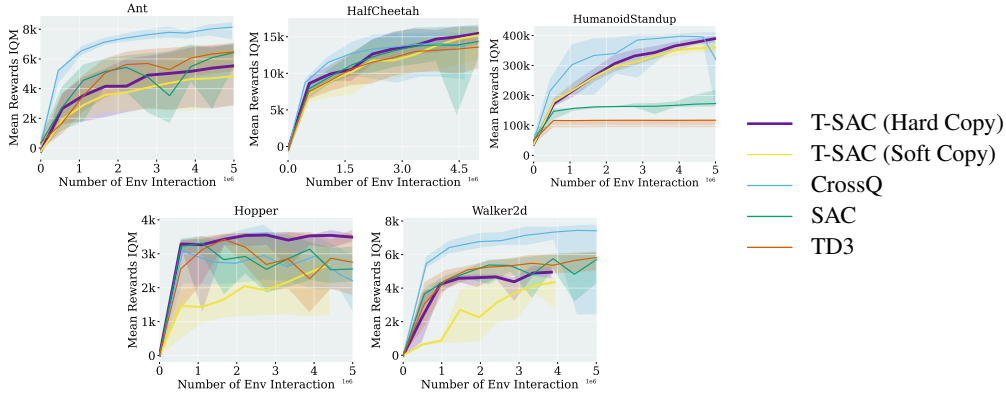 Ant
8k
6k
4k
2k
0
Mean Rewards IQM
0 1 2 3 4 5
Number of Env Interaction 1e6
HalfCheetah
15k
10k
5k
0
Mean Rewards IQM
0.0 1.5 3.0 4.5
Number of Env Interaction 1e6
HumanoidStandup
400k
300k
200k
100k
0
Mean Rewards IQM
0 1 2 3 4 5
Number of Env Interaction 1e6
T-SAC (Hard Copy)
T-SAC (Soft Copy)
CrossQ
SAC
TD3
Hopper
4k
3k
2k
1k
0
Mean Rewards IQM
0 1 2 3 4 5
Number of Env Interaction 1e6
Walker2d
8k
6k
4k
2k
0
Mean Rewards IQM
0 1 2 3 4 5
Number of Env Interaction 1e6